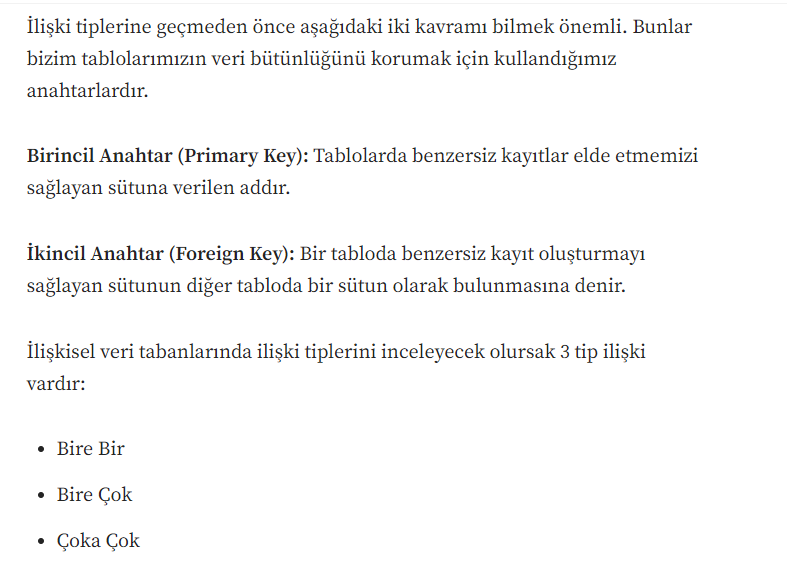 İlişki tiplerine geçmeden önce aşağıdaki iki kavramı bilmek önemli. Bunlar
bizim tablolarımızın veri bütünlüğünü korumak için kullandığımız
anahtarlardır.
Birincil Anahtar (Primary Key): Tablolarda benzersiz kayıtlar elde etmemizi
sağlayan sütuna verilen addır.
İkincil Anahtar (Foreign Key): Bir tabloda benzersiz kayıt oluşturmayı
sağlayan sütunun diğer tabloda bir sütun olarak bulunmasına denir.
İlişkisel veri tabanlarında ilişki tiplerini inceleyecek olursak 3 tip ilişki
vardır:
• Bire Bir
• Bire Çok
• Çoka Çok